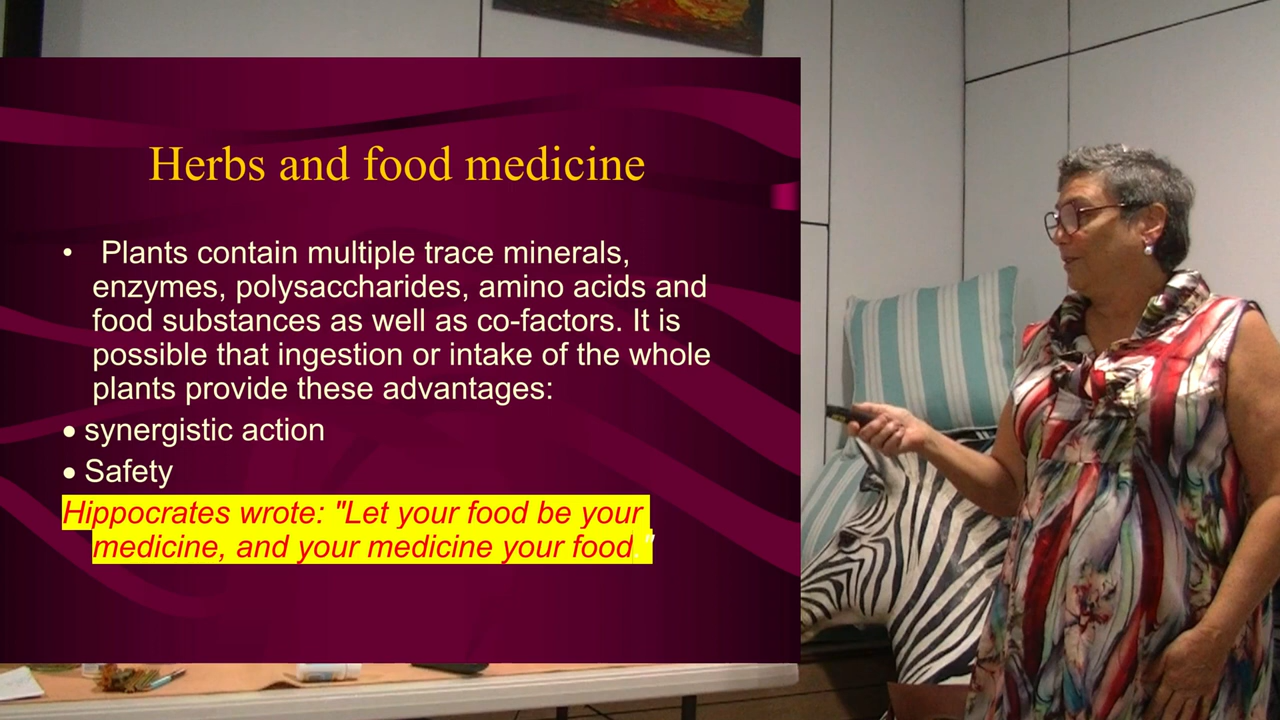 Herbs and food medicine
• Plants contain multiple trace minerals,
enzymes, polysaccharides, amino acids and
food substances as well as co-factors. It is
possible that ingestion or intake of the whole
plants provide these advantages:
• synergistic action
• Safety
Hippocrates wrote: "Let your food be your
medicine, and your medicine your food."